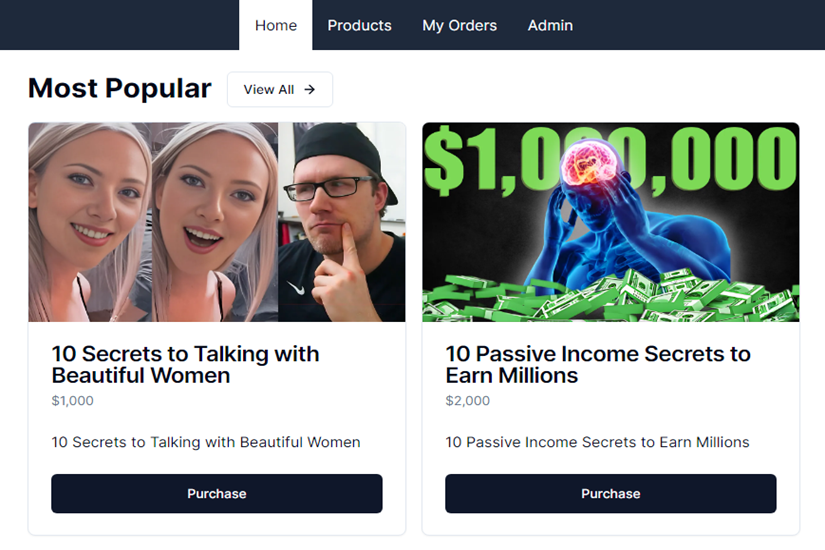 Home Products My Orders Admin
Most Popular View All →
$1,000,000
10 Secrets to Talking with
Beautiful Women
$1,000
10 Secrets to Talking with Beautiful Women
Purchase
10 Passive Income Secrets to
Earn Millions
$2,000
10 Passive Income Secrets to Earn Millions
Purchase